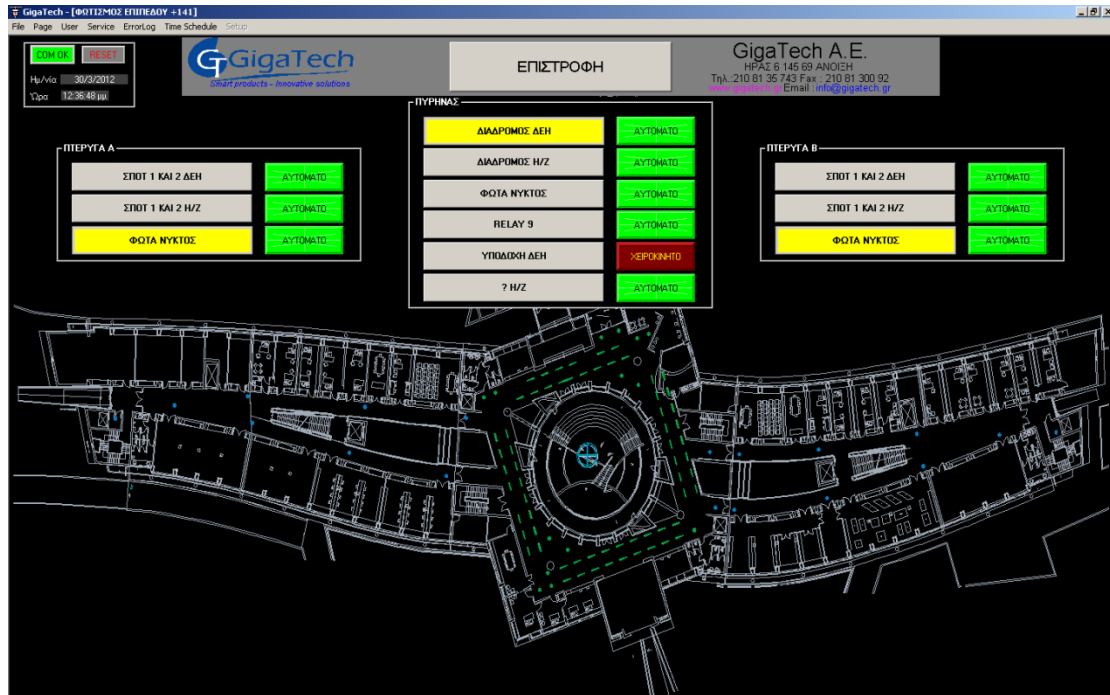 GigaTech - [ΦΩΤΙΣΜΟΣ ΕΠΙΠΕΔΟΥ +141]
File Page User Service ErrorLog Time Schedule Setup
COM OK RESET
Ημ/νία 30/3/2012
Ώρα 12:36:48 μμ
GigaTech
Smart products - Innovative solutions
ΕΠΙΣΤΡΟΦΗ
GigaTech A.E.
ΗΡΑΣ 6 145 69 ΑΝΟΙΞΗ
Τηλ.:210 81 35 743 Fax : 210 81 300 92
www.gigatech.gr Email : info@gigatech.gr
ΠΤΕΡΥΓΑ Α
ΣΠΟΤ 1 ΚΑΙ 2 ΔΕΗ ΑΥΤΟΜΑΤΟ
ΣΠΟΤ 1 ΚΑΙ 2 Η/Ζ ΑΥΤΟΜΑΤΟ
ΦΩΤΑ ΝΥΚΤΟΣ ΑΥΤΟΜΑΤΟ
ΠΥΡΗΝΑΣ
ΔΙΑΔΡΟΜΟΣ ΔΕΗ ΑΥΤΟΜΑΤΟ
ΔΙΑΔΡΟΜΟΣ Η/Ζ ΑΥΤΟΜΑΤΟ
ΦΩΤΑ ΝΥΚΤΟΣ ΑΥΤΟΜΑΤΟ
RELAY 9 ΑΥΤΟΜΑΤΟ
ΥΠΟΔΟΧΗ ΔΕΗ ΧΕΙΡΟΚΙΝΗΤΟ
? Η/Ζ ΑΥΤΟΜΑΤΟ
ΠΤΕΡΥΓΑ Β
ΣΠΟΤ 1 ΚΑΙ 2 ΔΕΗ ΑΥΤΟΜΑΤΟ
ΣΠΟΤ 1 ΚΑΙ 2 Η/Ζ ΑΥΤΟΜΑΤΟ
ΦΩΤΑ ΝΥΚΤΟΣ ΑΥΤΟΜΑΤΟ